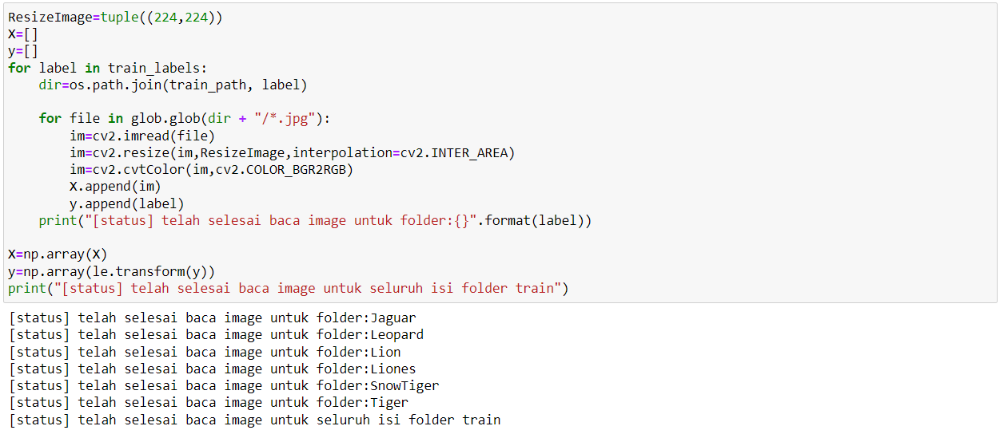 ResizeImage=tuple((224,224))
X=[]
y=[]
for label in train_labels:
    dir=os.path.join(train_path, label)

    for file in glob.glob(dir + "/*.jpg"):
        im=cv2.imread(file)
        im=cv2.resize(im,ResizeImage,interpolation=cv2.INTER_AREA)
        im=cv2.cvtColor(im,cv2.COLOR_BGR2RGB)
        X.append(im)
        y.append(label)
    print("[status] telah selesai baca image untuk folder:{}".format(label))

X=np.array(X)
y=np.array(le.transform(y))
print("[status] telah selesai baca image untuk seluruh isi folder train")
[status] telah selesai baca image untuk folder:Jaguar
[status] telah selesai baca image untuk folder:Leopard
[status] telah selesai baca image untuk folder:Lion
[status] telah selesai baca image untuk folder:Liones
[status] telah selesai baca image untuk folder:SnowTiger
[status] telah selesai baca image untuk folder:Tiger
[status] telah selesai baca image untuk seluruh isi folder train